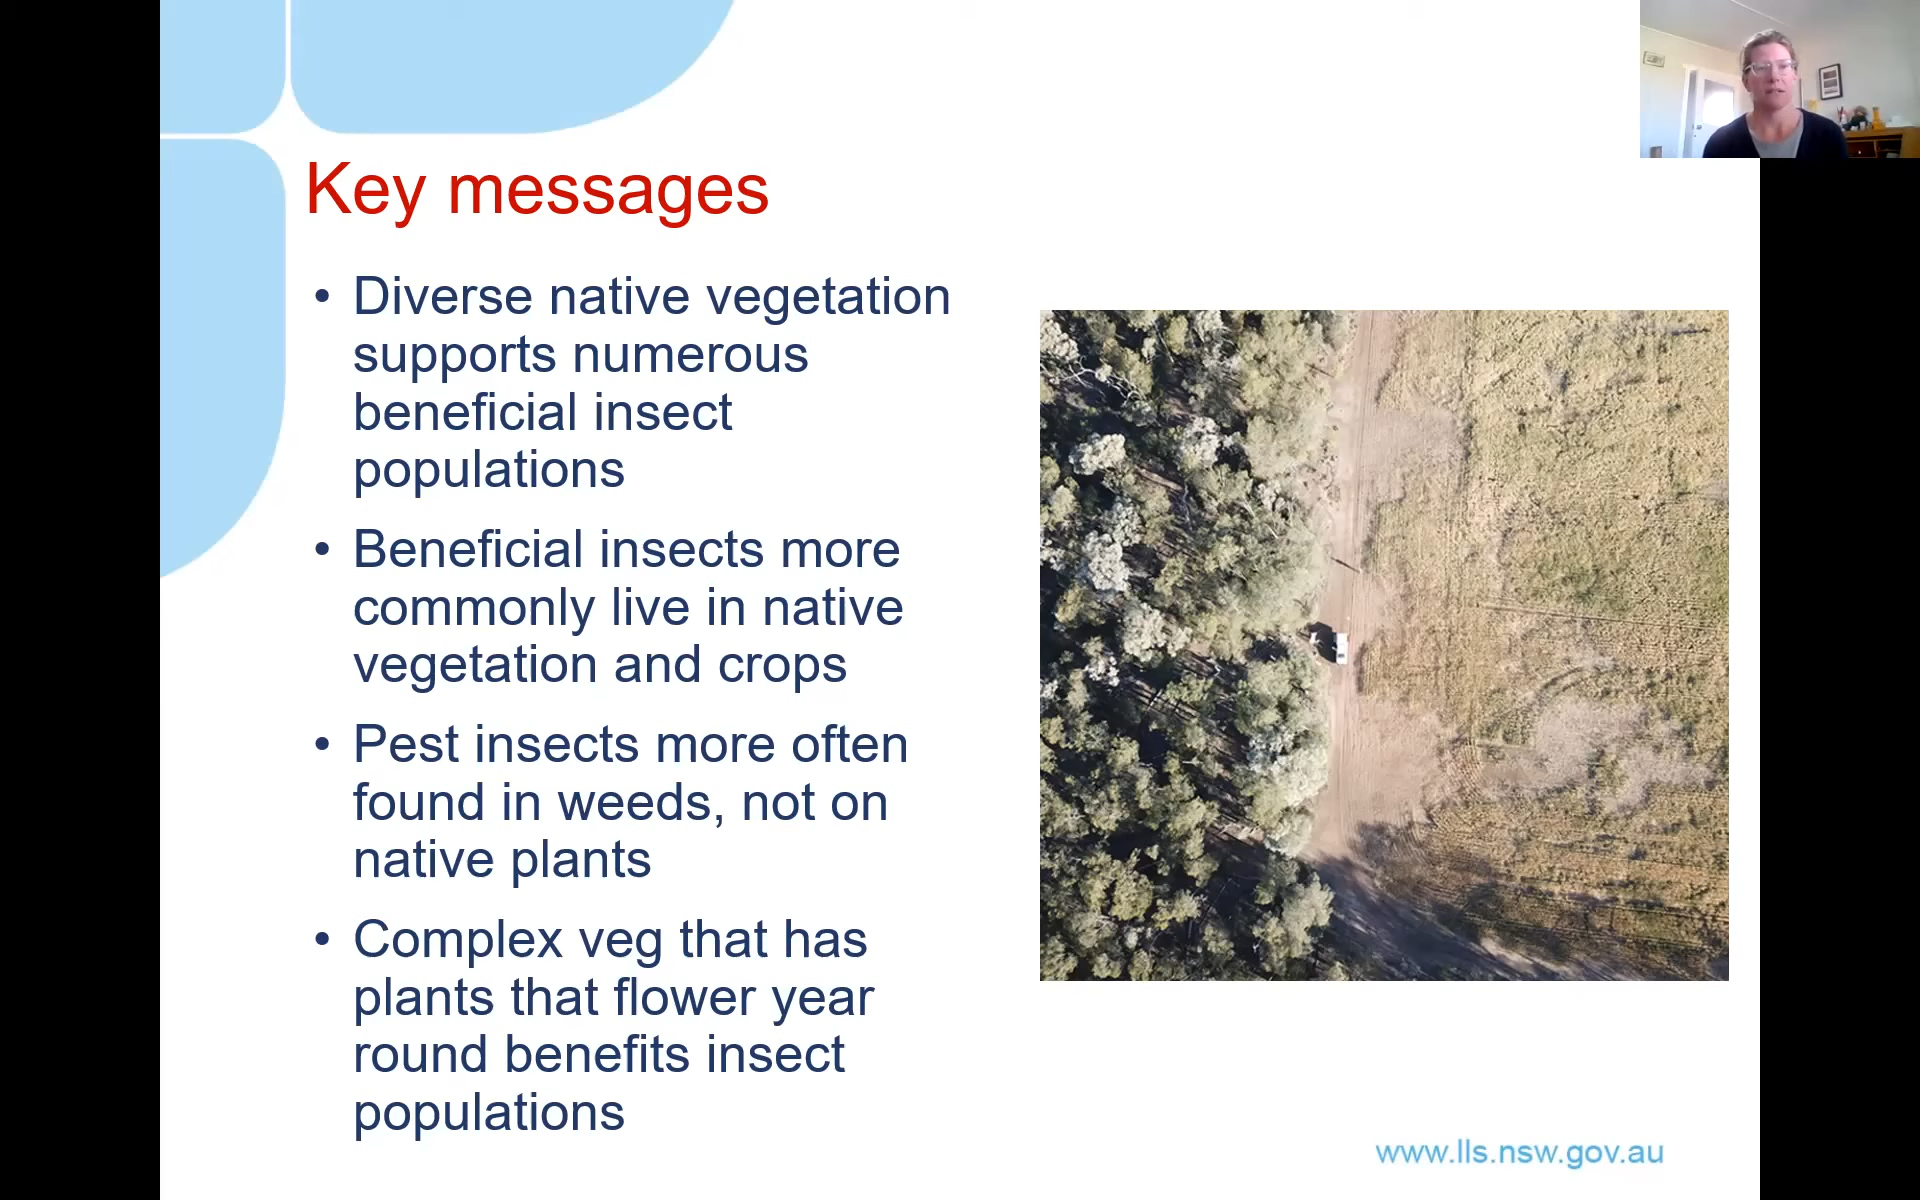 Key messages
• Diverse native vegetation
supports numerous
beneficial insect
populations
• Beneficial insects more
commonly live in native
vegetation and crops
• Pest insects more often
found in weeds, not on
native plants
• Complex veg that has
plants that flower year
round benefits insect
populations
www.lls.nsw.gov.au